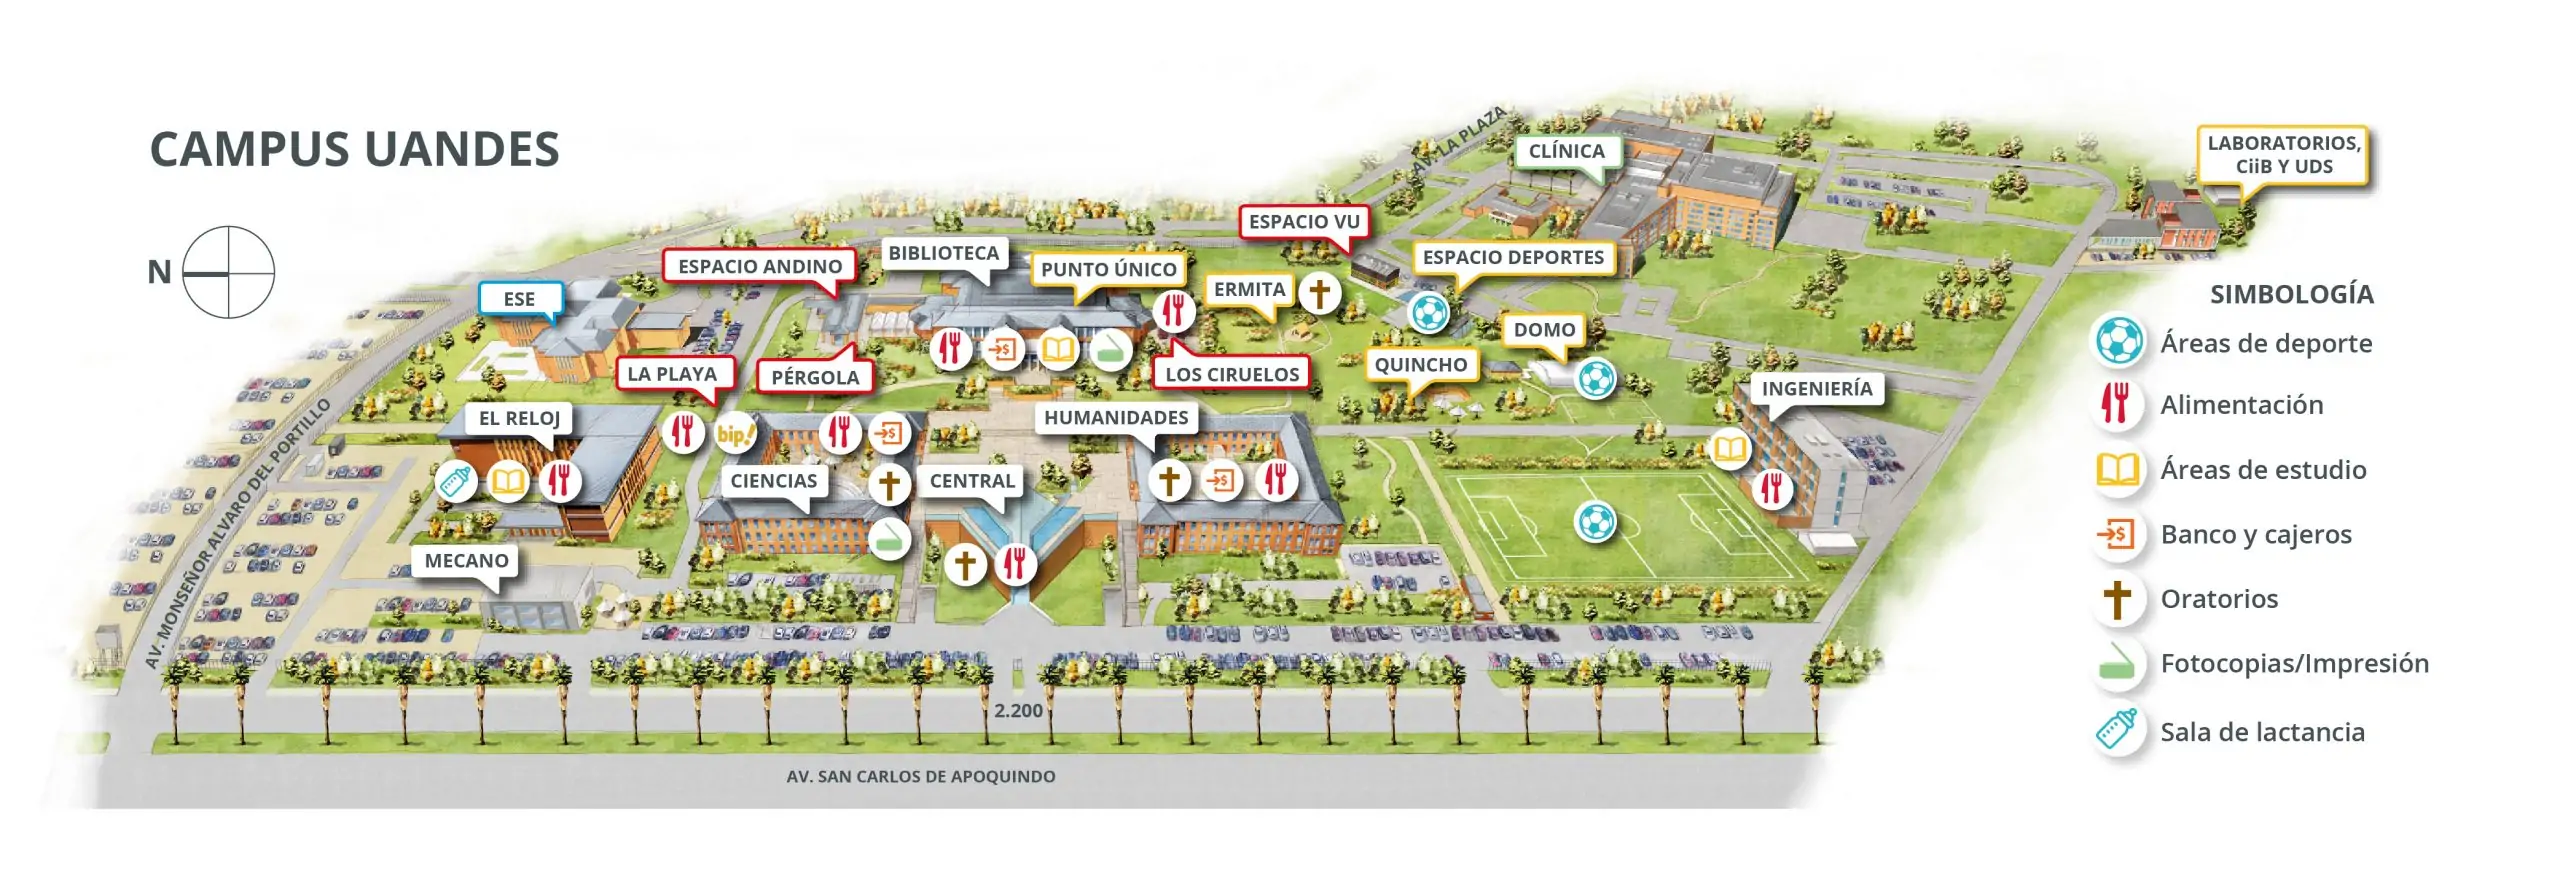 CAMPUS UANDES
N
AV. LA PLAZA
CLÍNICA
LABORATORIOS,
CiiB Y UDS
ESPACIO VU
BIBLIOTECA
ESPACIO ANDINO
PUNTO ÚNICO
ESPACIO DEPORTES
ERMITA
ESE
DOMO
LA PLAYA
PÉRGOLA
LOS CIRUELOS
QUINCHO
INGENIERÍA
EL RELOJ
bip!
HUMANIDADES
CIENCIAS
CENTRAL
MECANO
AV. MONSEÑOR ALVARO DEL PORTILLO
2.200
AV. SAN CARLOS DE APOQUINDO
SIMBOLOGÍA
Áreas de deporte
Alimentación
Áreas de estudio
Banco y cajeros
Oratorios
Fotocopias/Impresión
Sala de lactancia